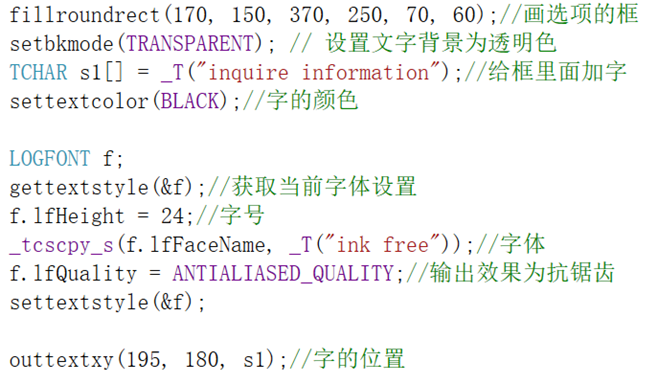 fillroundrect(170, 150, 370, 250, 70, 60);//画选项的框
setbkmode(TRANSPARENT); // 设置文字背景为透明色
TCHAR s1[] = _T("inquire information");//给框里面加字
settextcolor(BLACK);//字的颜色
LOGFONT f;
gettextstyle(&f);//获取当前字体设置
f.lfHeight = 24;//字号
_tcscpy_s(f.lfFaceName, _T("ink free"));//字体
f.lfQuality = ANTIALIASED_QUALITY;//输出效果为抗锯齿
settextstyle(&f);
outtextxy(195, 180, s1);//字的位置